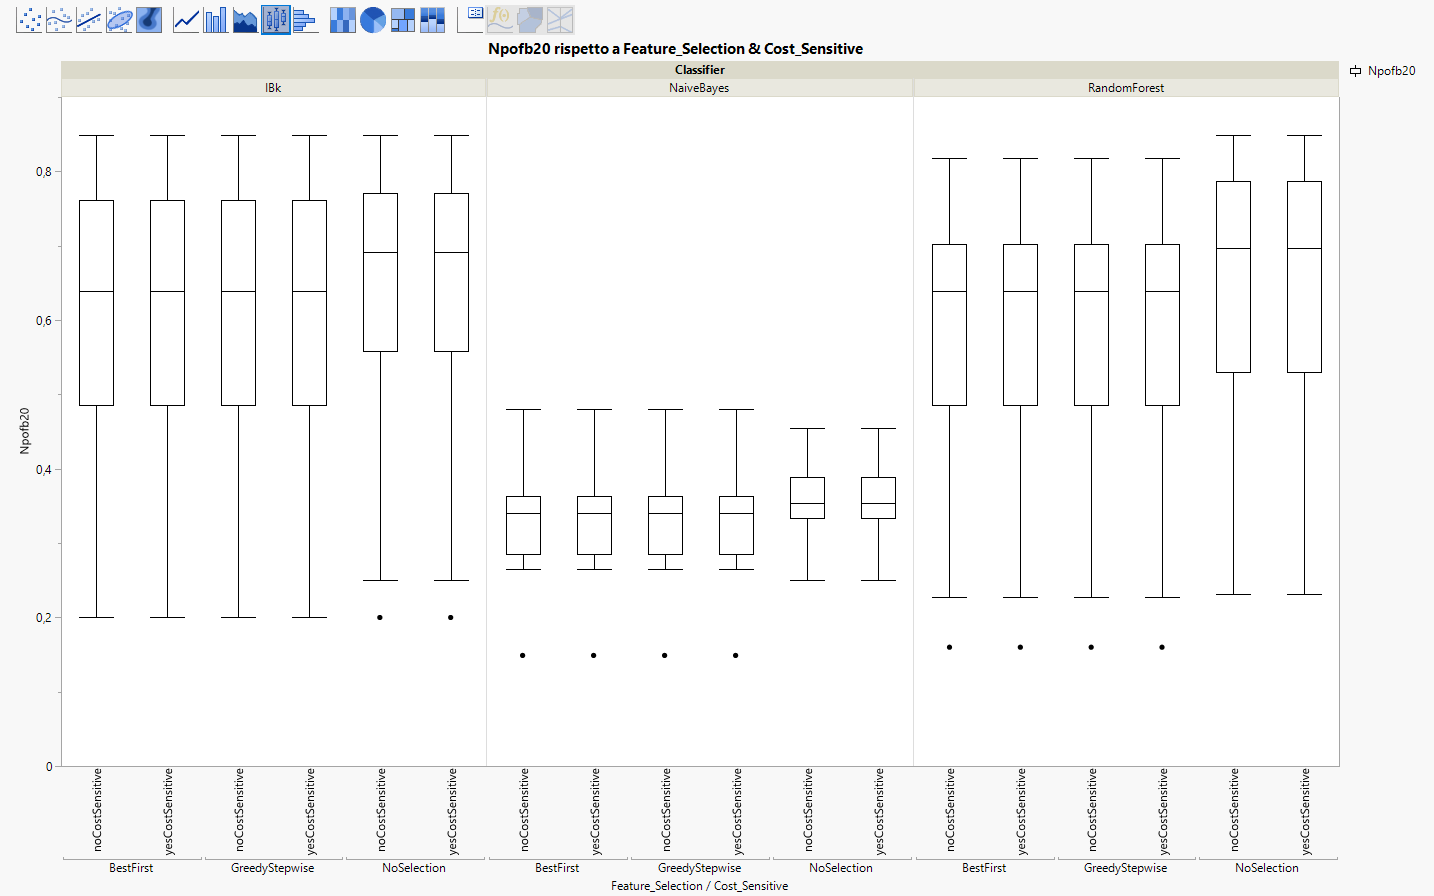 Npofb20 rispetto a Feature_Selection & Cost_Sensitive
Classifier
IBk NaiveBayes RandomForest
Npofb20
0,8
0,6
0,4
0,2
0
Npofb20
noCostSensitive yesCostSensitive noCostSensitive yesCostSensitive noCostSensitive yesCostSensitive noCostSensitive yesCostSensitive noCostSensitive yesCostSensitive noCostSensitive yesCostSensitive noCostSensitive yesCostSensitive noCostSensitive yesCostSensitive noCostSensitive yesCostSensitive
BestFirst GreedyStepwise NoSelection BestFirst GreedyStepwise NoSelection BestFirst GreedyStepwise NoSelection
Feature_Selection / Cost_Sensitive